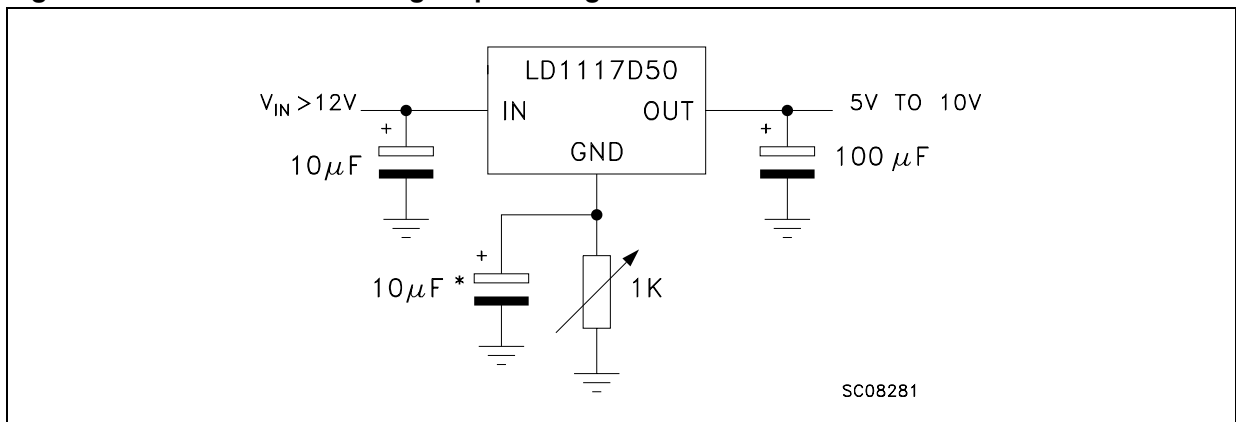 LD1117D50
V_IN >12V
IN
OUT
5V TO 10V
GND
+
10μF
+
100 μF
+
10μF *
1K
SC08281